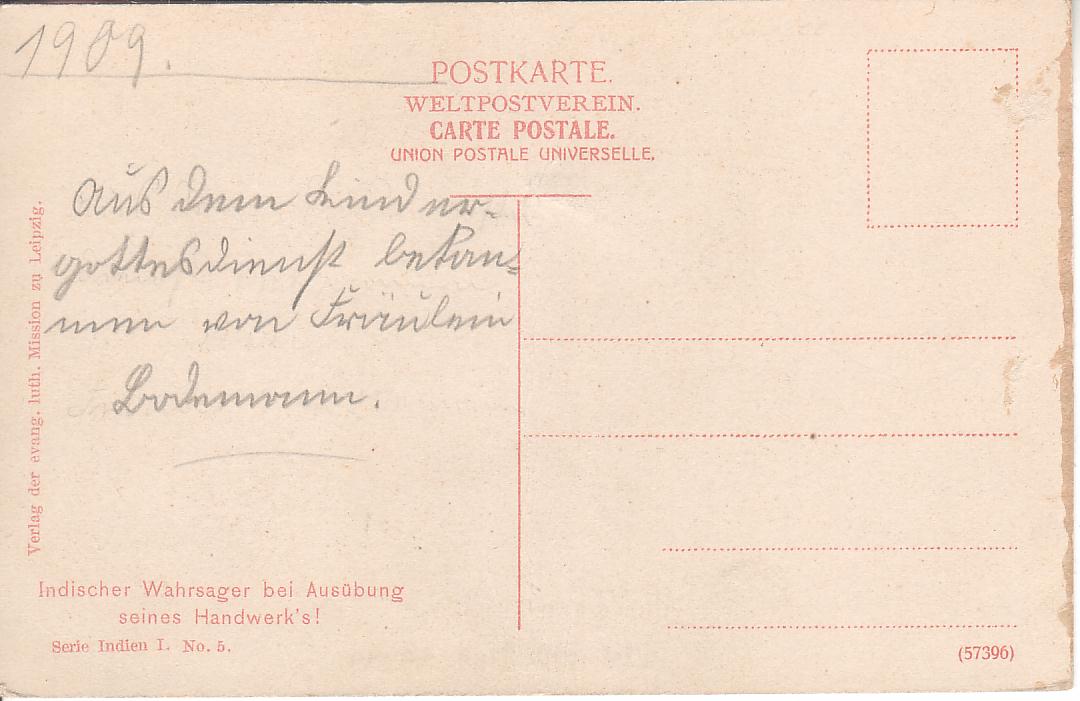 1909.
POSTKARTE.
WELTPOSTVEREIN.
CARTE POSTALE.
UNION POSTALE UNIVERSELLE.
Aus dem Kinder-
gottesdienst bekom-
men von Fräulein
Bodemann.
Verlag der evang. luth. Mission zu Leipzig.
Indischer Wahrsager bei Ausübung
seines Handwerk's!
Serie Indien I. No. 5.
(57396)